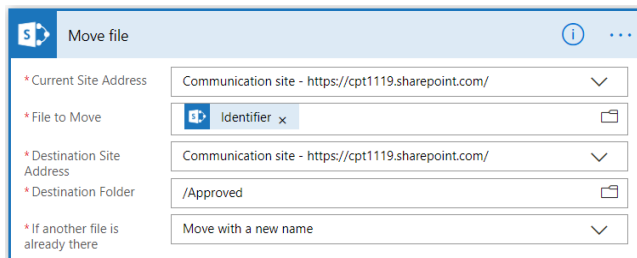 S
Move file
i
...
* Current Site Address
Communication site - https://cpt1119.sharepoint.com/
* File to Move
S
Identifier ×
* Destination Site
Address
Communication site - https://cpt1119.sharepoint.com/
* Destination Folder
/Approved
* If another file is
already there
Move with a new name